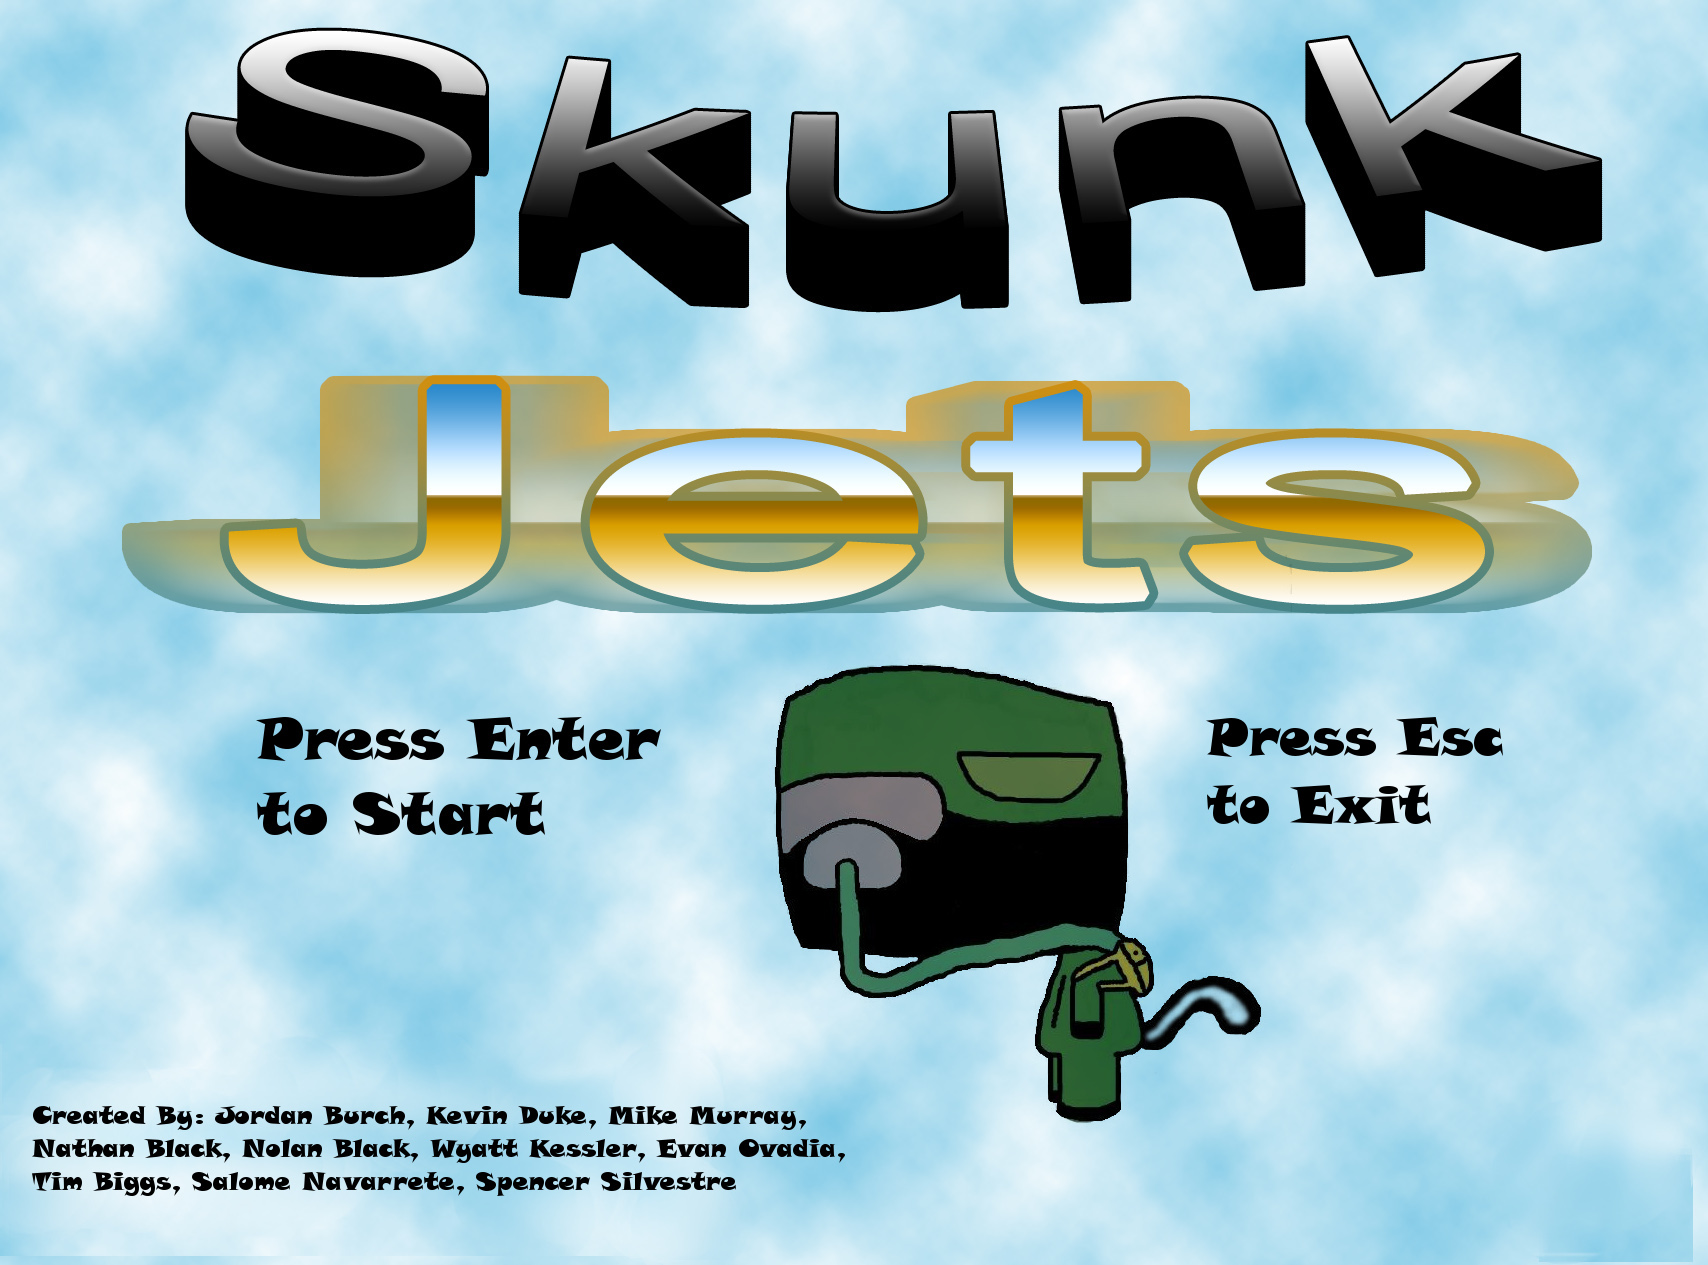 Skunk
Jets
Press Enter
to Start
Press Esc
to Exit
Created By: Jordan Burch, Kevin Duke, Mike Murray,
Nathan Black, Nolan Black, Wyatt Kessler, Evan Ovadia,
Tim Biggs, Salome Navarrete, Spencer Silvestre